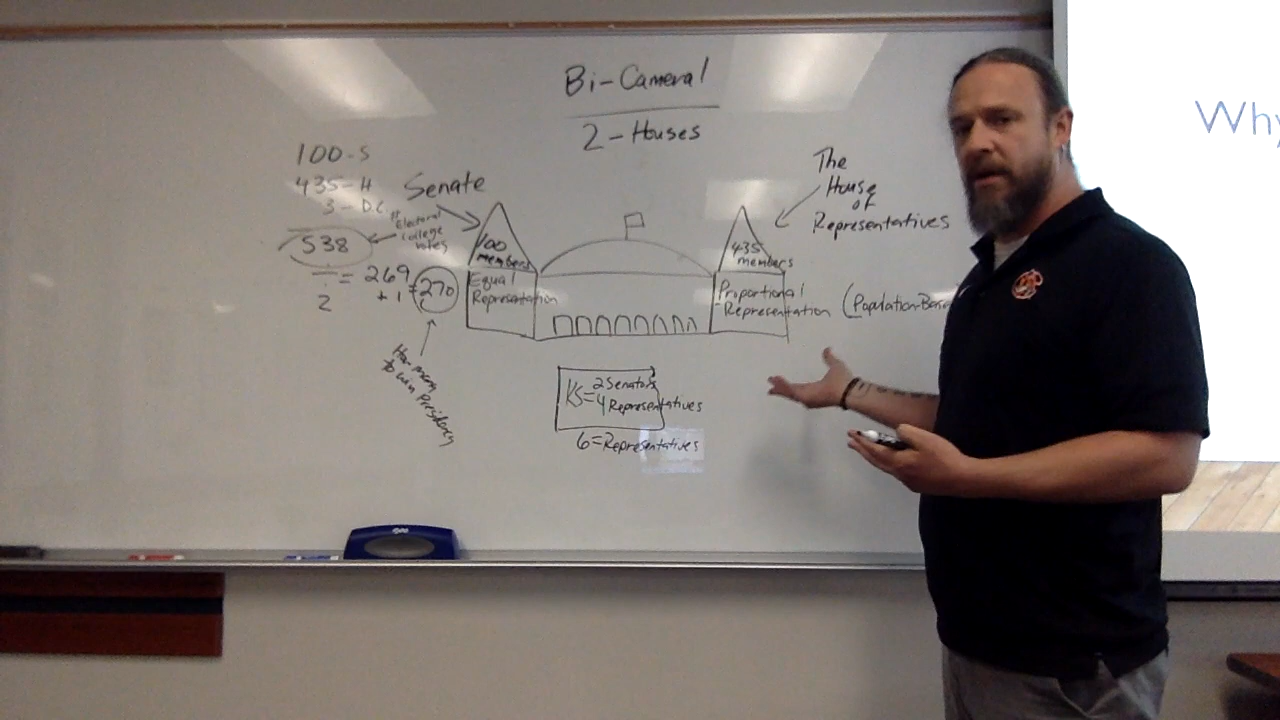 Bi-Cameral
2-Houses
100-S
435-H
3-D.C.
538
# Electoral
College
Votes
÷
2
= 269
+ 1
= 270
How many
to win Presidency
Senate
100
members
Equal
Representation
The
House
of
Representatives
435
members
Proportional
Representation
(Population-Base
KS= 2 Senators
4 Representatives
6=Representatives
Why